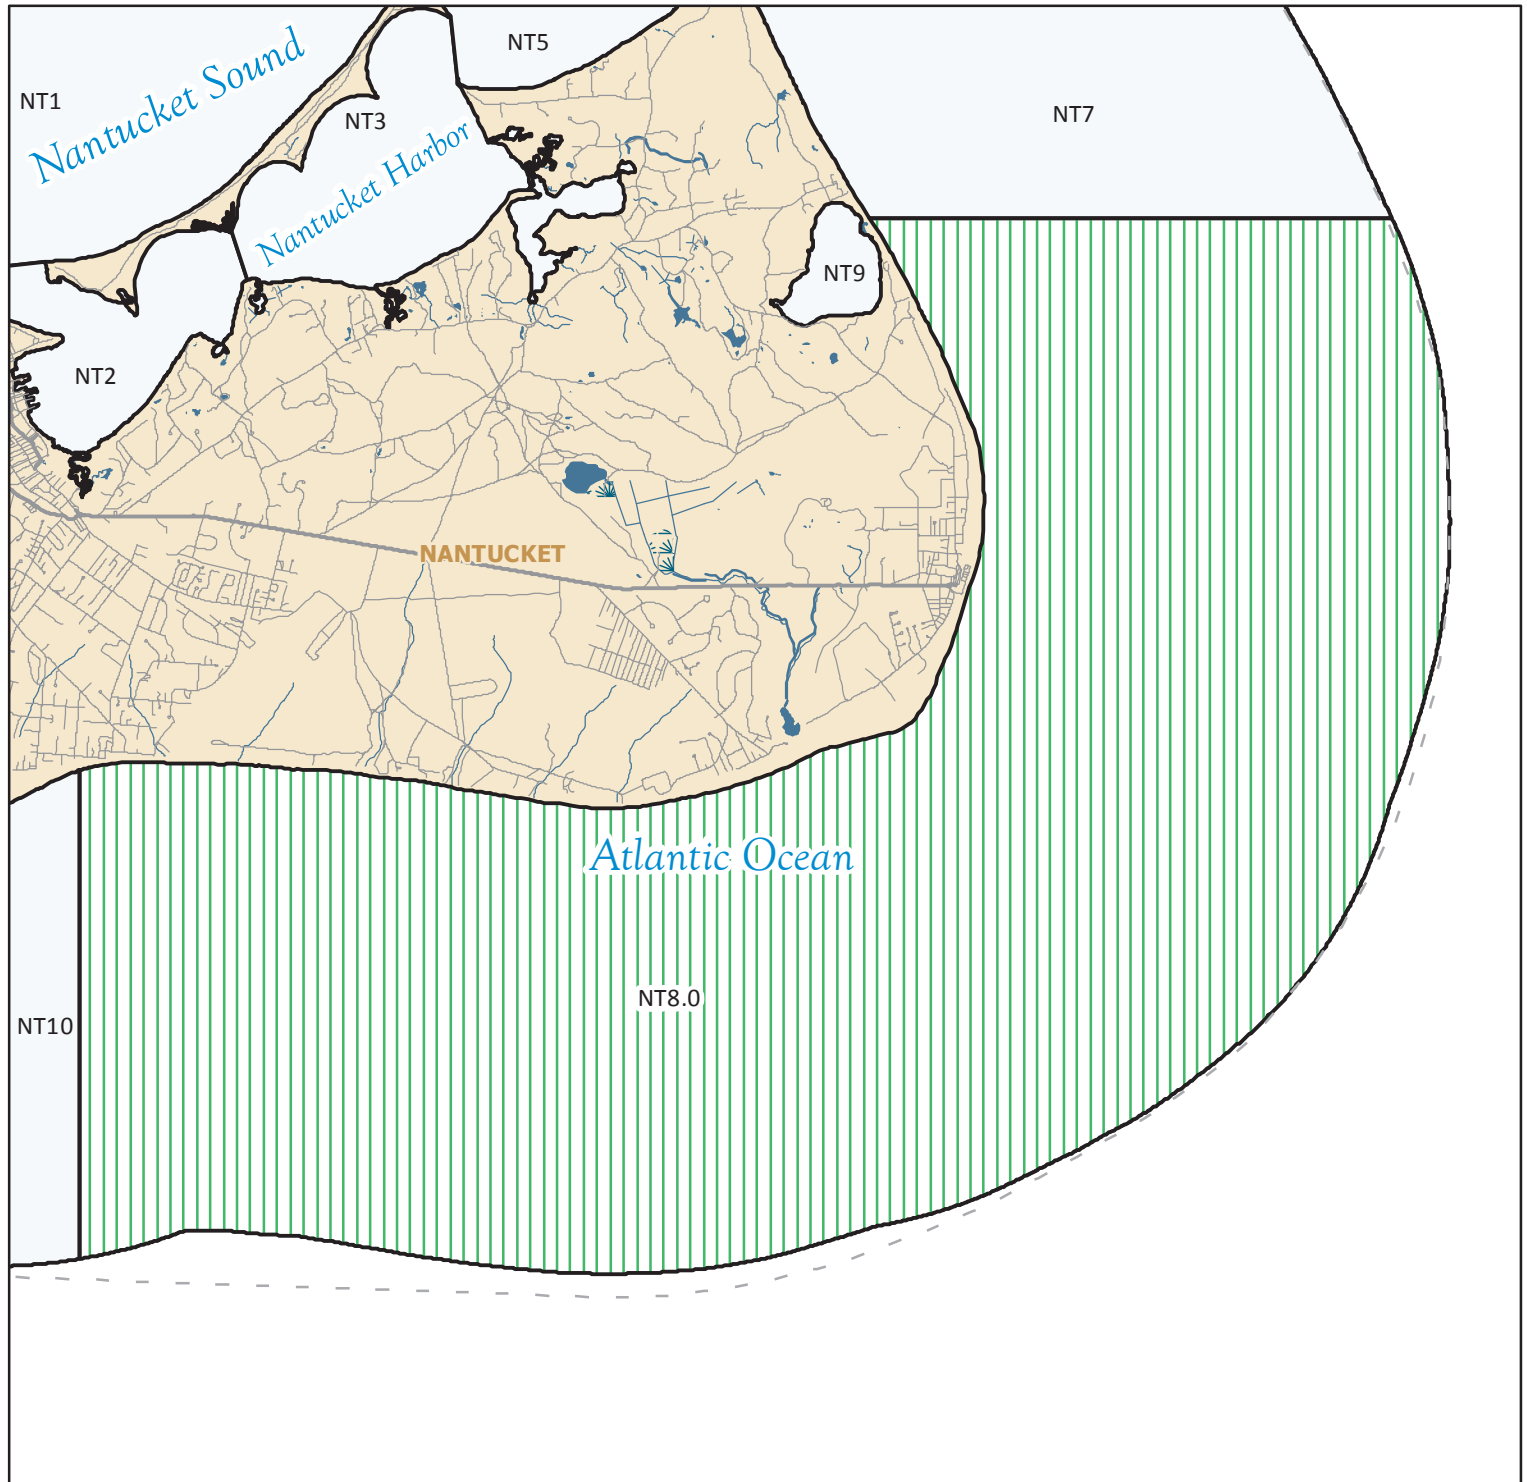 NT5
Nantucket Sound
NT1
NT7
NT3
Nantucket Harbor
NT9
NT2
NANTUCKET
Atlantic Ocean
NT8.0
NT10